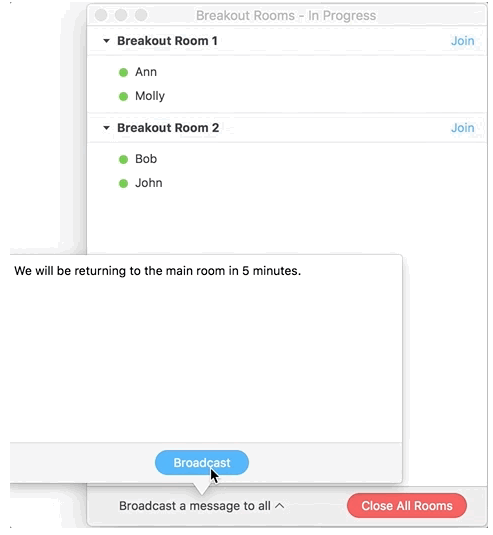 Breakout Rooms - In Progress
Breakout Room 1 Join
Ann
Molly
Breakout Room 2 Join
Bob
John
We will be returning to the main room in 5 minutes.
Broadcast
Broadcast a message to all
Close All Rooms